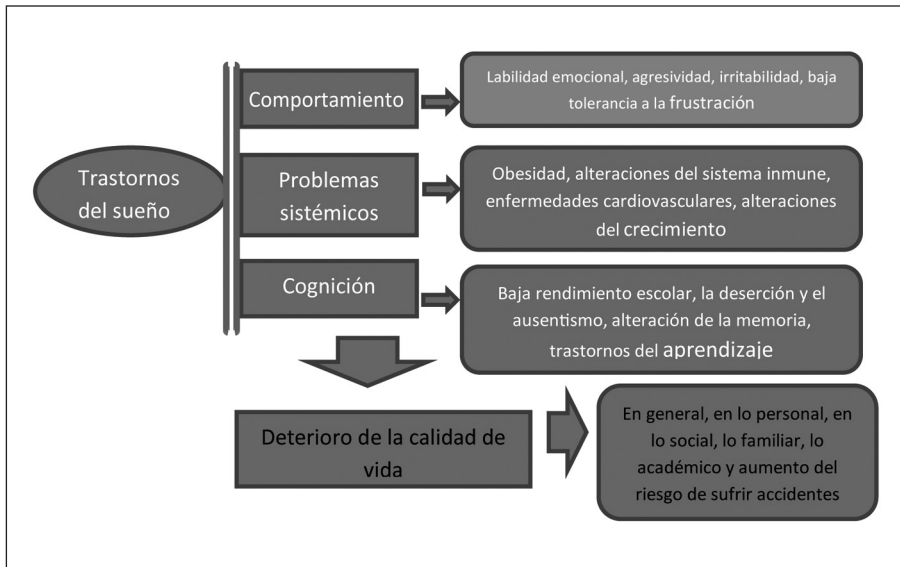 Trastornos
del sueño
Comportamiento
Labilidad emocional, agresividad, irritabilidad, baja
tolerancia a la frustración
Problemas
sistémicos
Obesidad, alteraciones del sistema inmune,
enfermedades cardiovasculares, alteraciones
del crecimiento
Cognición
Baja rendimiento escolar, la deserción y el
ausentismo, alteración de la memoria,
trastornos del aprendizaje
Deterioro de la calidad de
vida
En general, en lo personal, en
lo social, lo familiar, lo
académico y aumento del
riesgo de sufrir accidentes